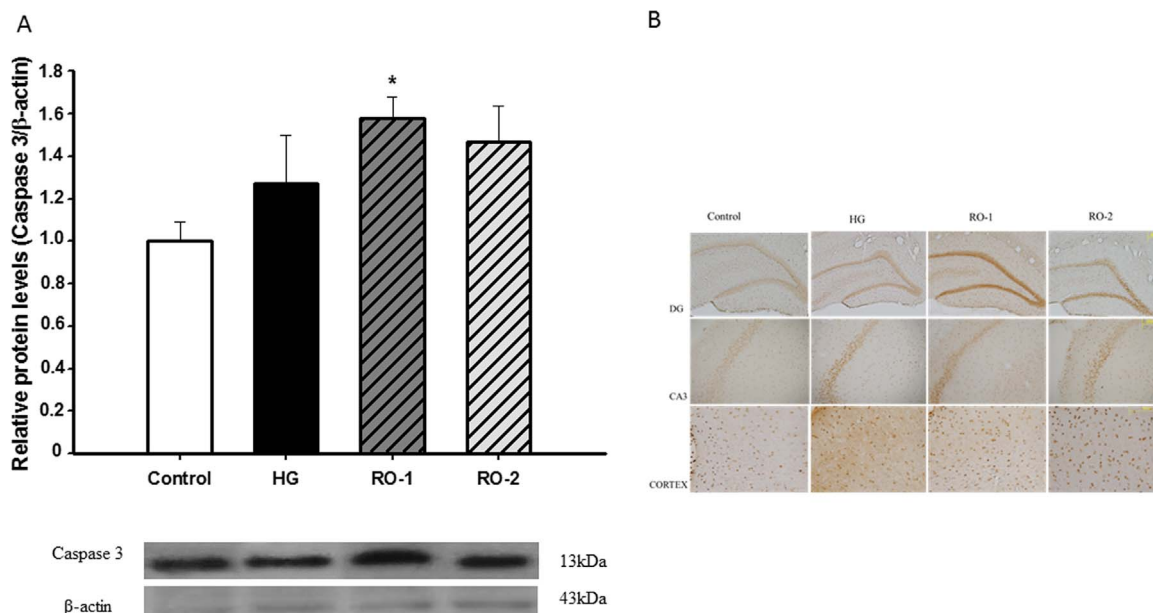 A
B
Relative protein levels (Caspase 3/β-actin)
1.8
1.6
1.4
1.2
1.0
0.8
0.6
0.4
0.2
0
*
Control
HG
RO-1
RO-2
Caspase 3
13kDa
β-actin
43kDa
Control
HG
RO-1
RO-2
DG
CA3
CORTEX